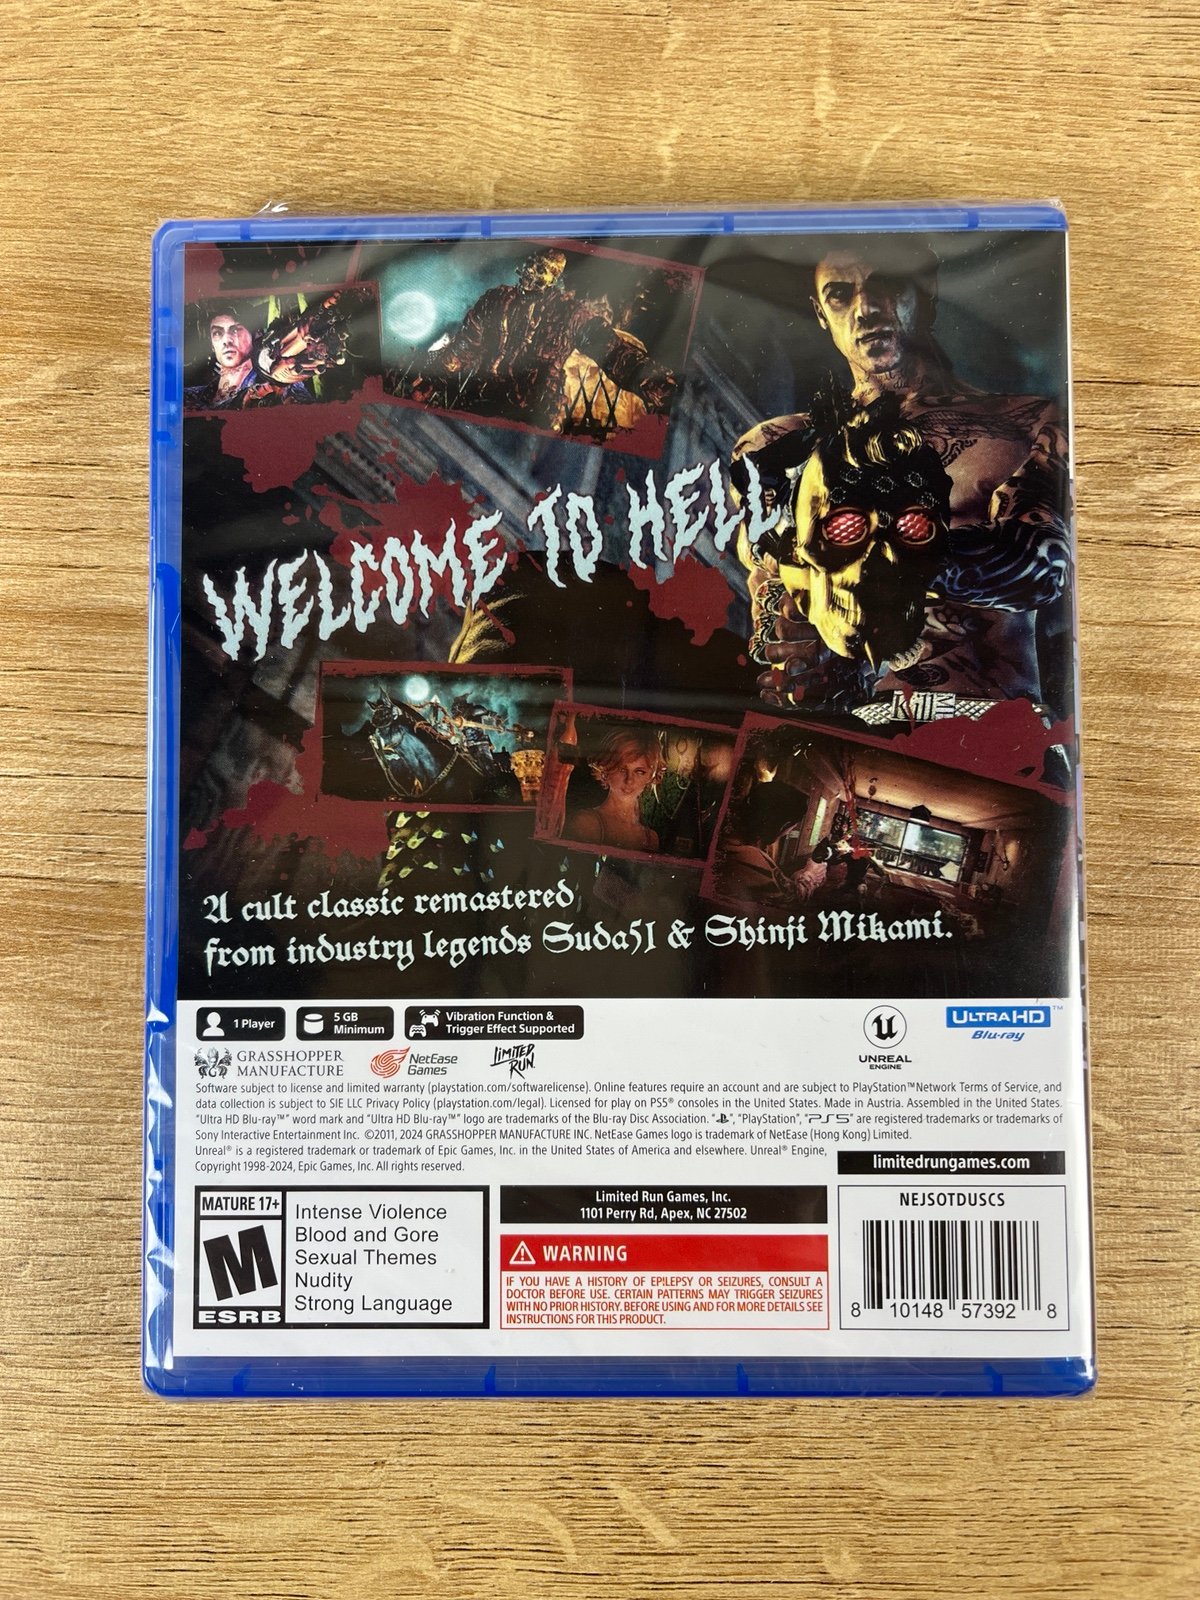 WELCOME TO HELL
KILL
A cult classic remastered
from industry legends Suda51 & Shinji Mikami.
1 Player
5 GB
Minimum
Vibration Function &
Trigger Effect Supported
UNREAL
ENGINE
ULTRA HD™
Blu-ray
GRASSHOPPER
MANUFACTURE
NetEase
Games
LIMITED
RUN
Software subject to license and limited warranty (playstation.com/softwarelicense). Online features require an account and are subject to PlayStation™Network Terms of Service, and
data collection is subject to SIE LLC Privacy Policy (playstation.com/legal). Licensed for play on PS5® consoles in the United States. Made in Austria. Assembled in the United States.
"Ultra HD Blu-ray™" word mark and "Ultra HD Blu-ray™" logo are trademarks of the Blu-ray Disc Association. "PS", "PlayStation", "PS5" are registered trademarks or trademarks of
Sony Interactive Entertainment Inc. ©2011, 2024 GRASSHOPPER MANUFACTURE INC. NetEase Games logo is trademark of NetEase (Hong Kong) Limited.
Unreal® is a registered trademark or trademark of Epic Games, Inc. in the United States of America and elsewhere. Unreal® Engine,
Copyright 1998-2024, Epic Games, Inc. All rights reserved.
limitedrungames.com
MATURE 17+
M
ESRB
Intense Violence
Blood and Gore
Sexual Themes
Nudity
Strong Language
Limited Run Games, Inc.
1101 Perry Rd, Apex, NC 27502
WARNING
IF YOU HAVE A HISTORY OF EPILEPSY OR SEIZURES, CONSULT A
DOCTOR BEFORE USE. CERTAIN PATTERNS MAY TRIGGER SEIZURES
WITH NO PRIOR HISTORY. BEFORE USING AND FOR MORE DETAILS SEE
INSTRUCTIONS FOR THIS PRODUCT.
NEJSOTDUSCS
8 10148 57392 8